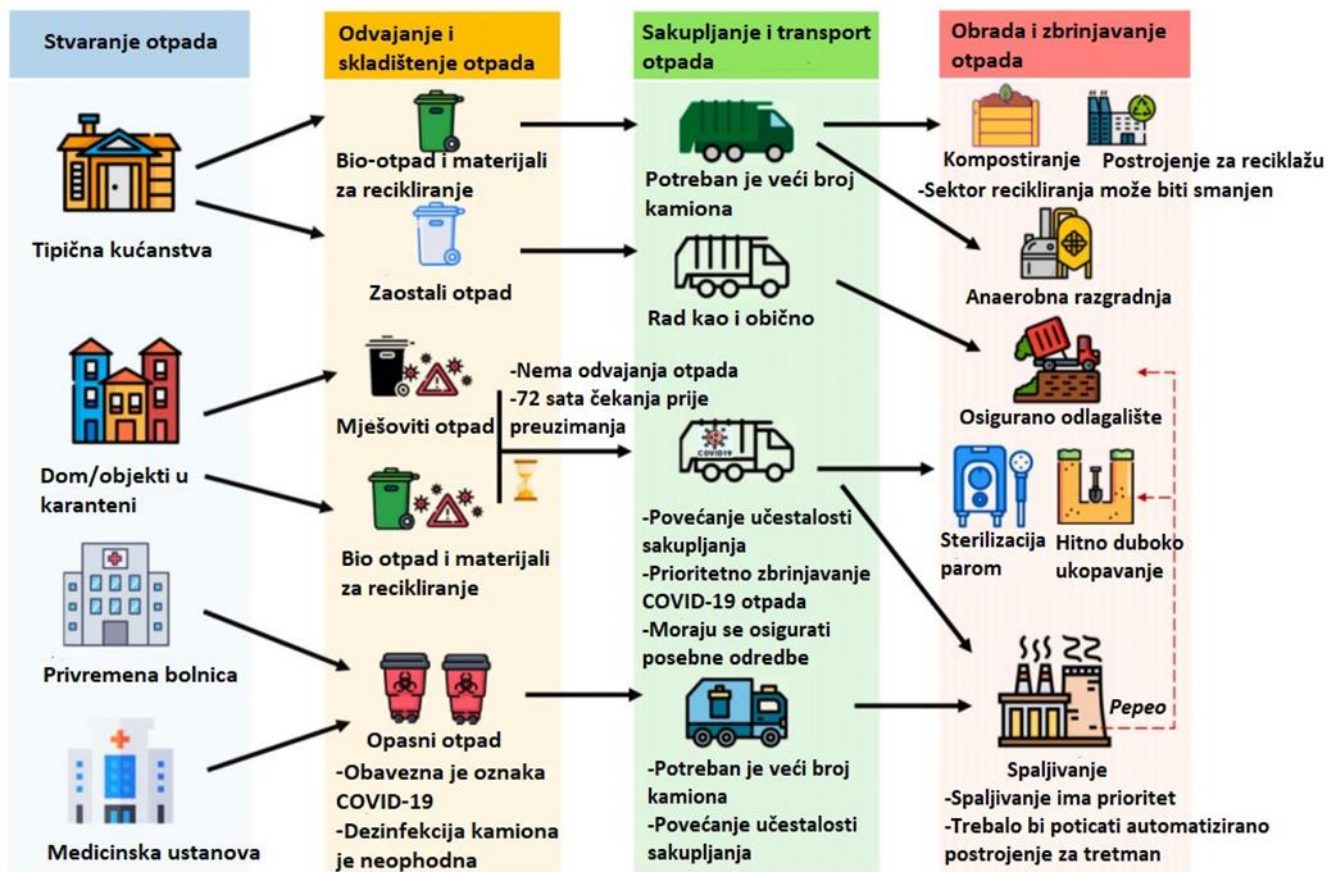 Stvaranje otpada
Odvajanje i
skladištenje otpada
Sakupljanje i transport
otpada
Obrada i zbrinjavanje
otpada
Tipična kućanstva
Dom/objekti u
karanteni
Privremena bolnica
Medicinska ustanova
Bio-otpad i materijali
za recikliranje
Zaostali otpad
Mješoviti otpad
Bio otpad i materijali
za recikliranje
Opasni otpad
-Obavezna je oznaka
COVID-19
-Dezinfekcija kamiona
je neophodna
-Nema odvajanja otpada
-72 sata čekanja prije
preuzimanja
Potreban je veći broj
kamiona
Rad kao i obično
COVID19
-Povećanje učestalosti
sakupljanja
-Prioritetno zbrinjavanje
COVID-19 otpada
-Moraju se osigurati
posebne odredbe
-Potreban je veći broj
kamiona
-Povećanje učestalosti
sakupljanja
Kompostiranje
Postrojenje za reciklažu
-Sektor recikliranja može biti smanjen
Anaerobna razgradnja
Osigurano odlagalište
Sterilizacija
parom
Hitno duboko
ukopavanje
Pepeo
Spaljivanje
-Spaljivanje ima prioritet
-Trebalo bi poticati automatizirano
postrojenje za tretman